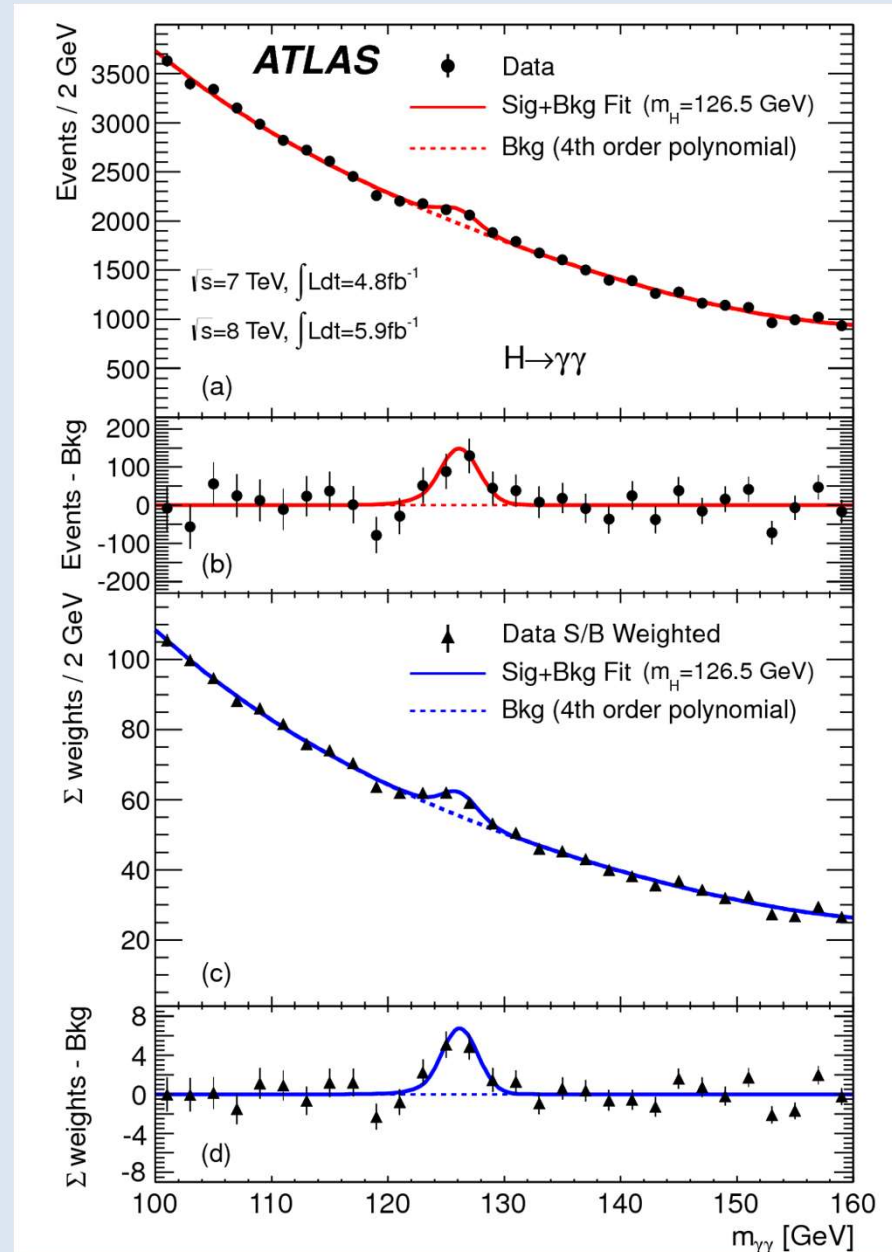 ATLAS
Data
Sig+Bkg Fit (m_H=126.5 GeV)
Bkg (4th order polynomial)
Events / 2 GeV
3500
3000
2500
2000
1500
1000
500
√s=7 TeV, ∫Ldt=4.8fb⁻¹
√s=8 TeV, ∫Ldt=5.9fb⁻¹
H→γγ
(a)
Events - Bkg
200
100
0
-100
-200
(b)
Σ weights / 2 GeV
100
80
60
40
20
Data S/B Weighted
Sig+Bkg Fit (m_H=126.5 GeV)
Bkg (4th order polynomial)
(c)
Σ weights - Bkg
8
4
0
-4
-8
(d)
100 110 120 130 140 150 160
m_γγ [GeV]